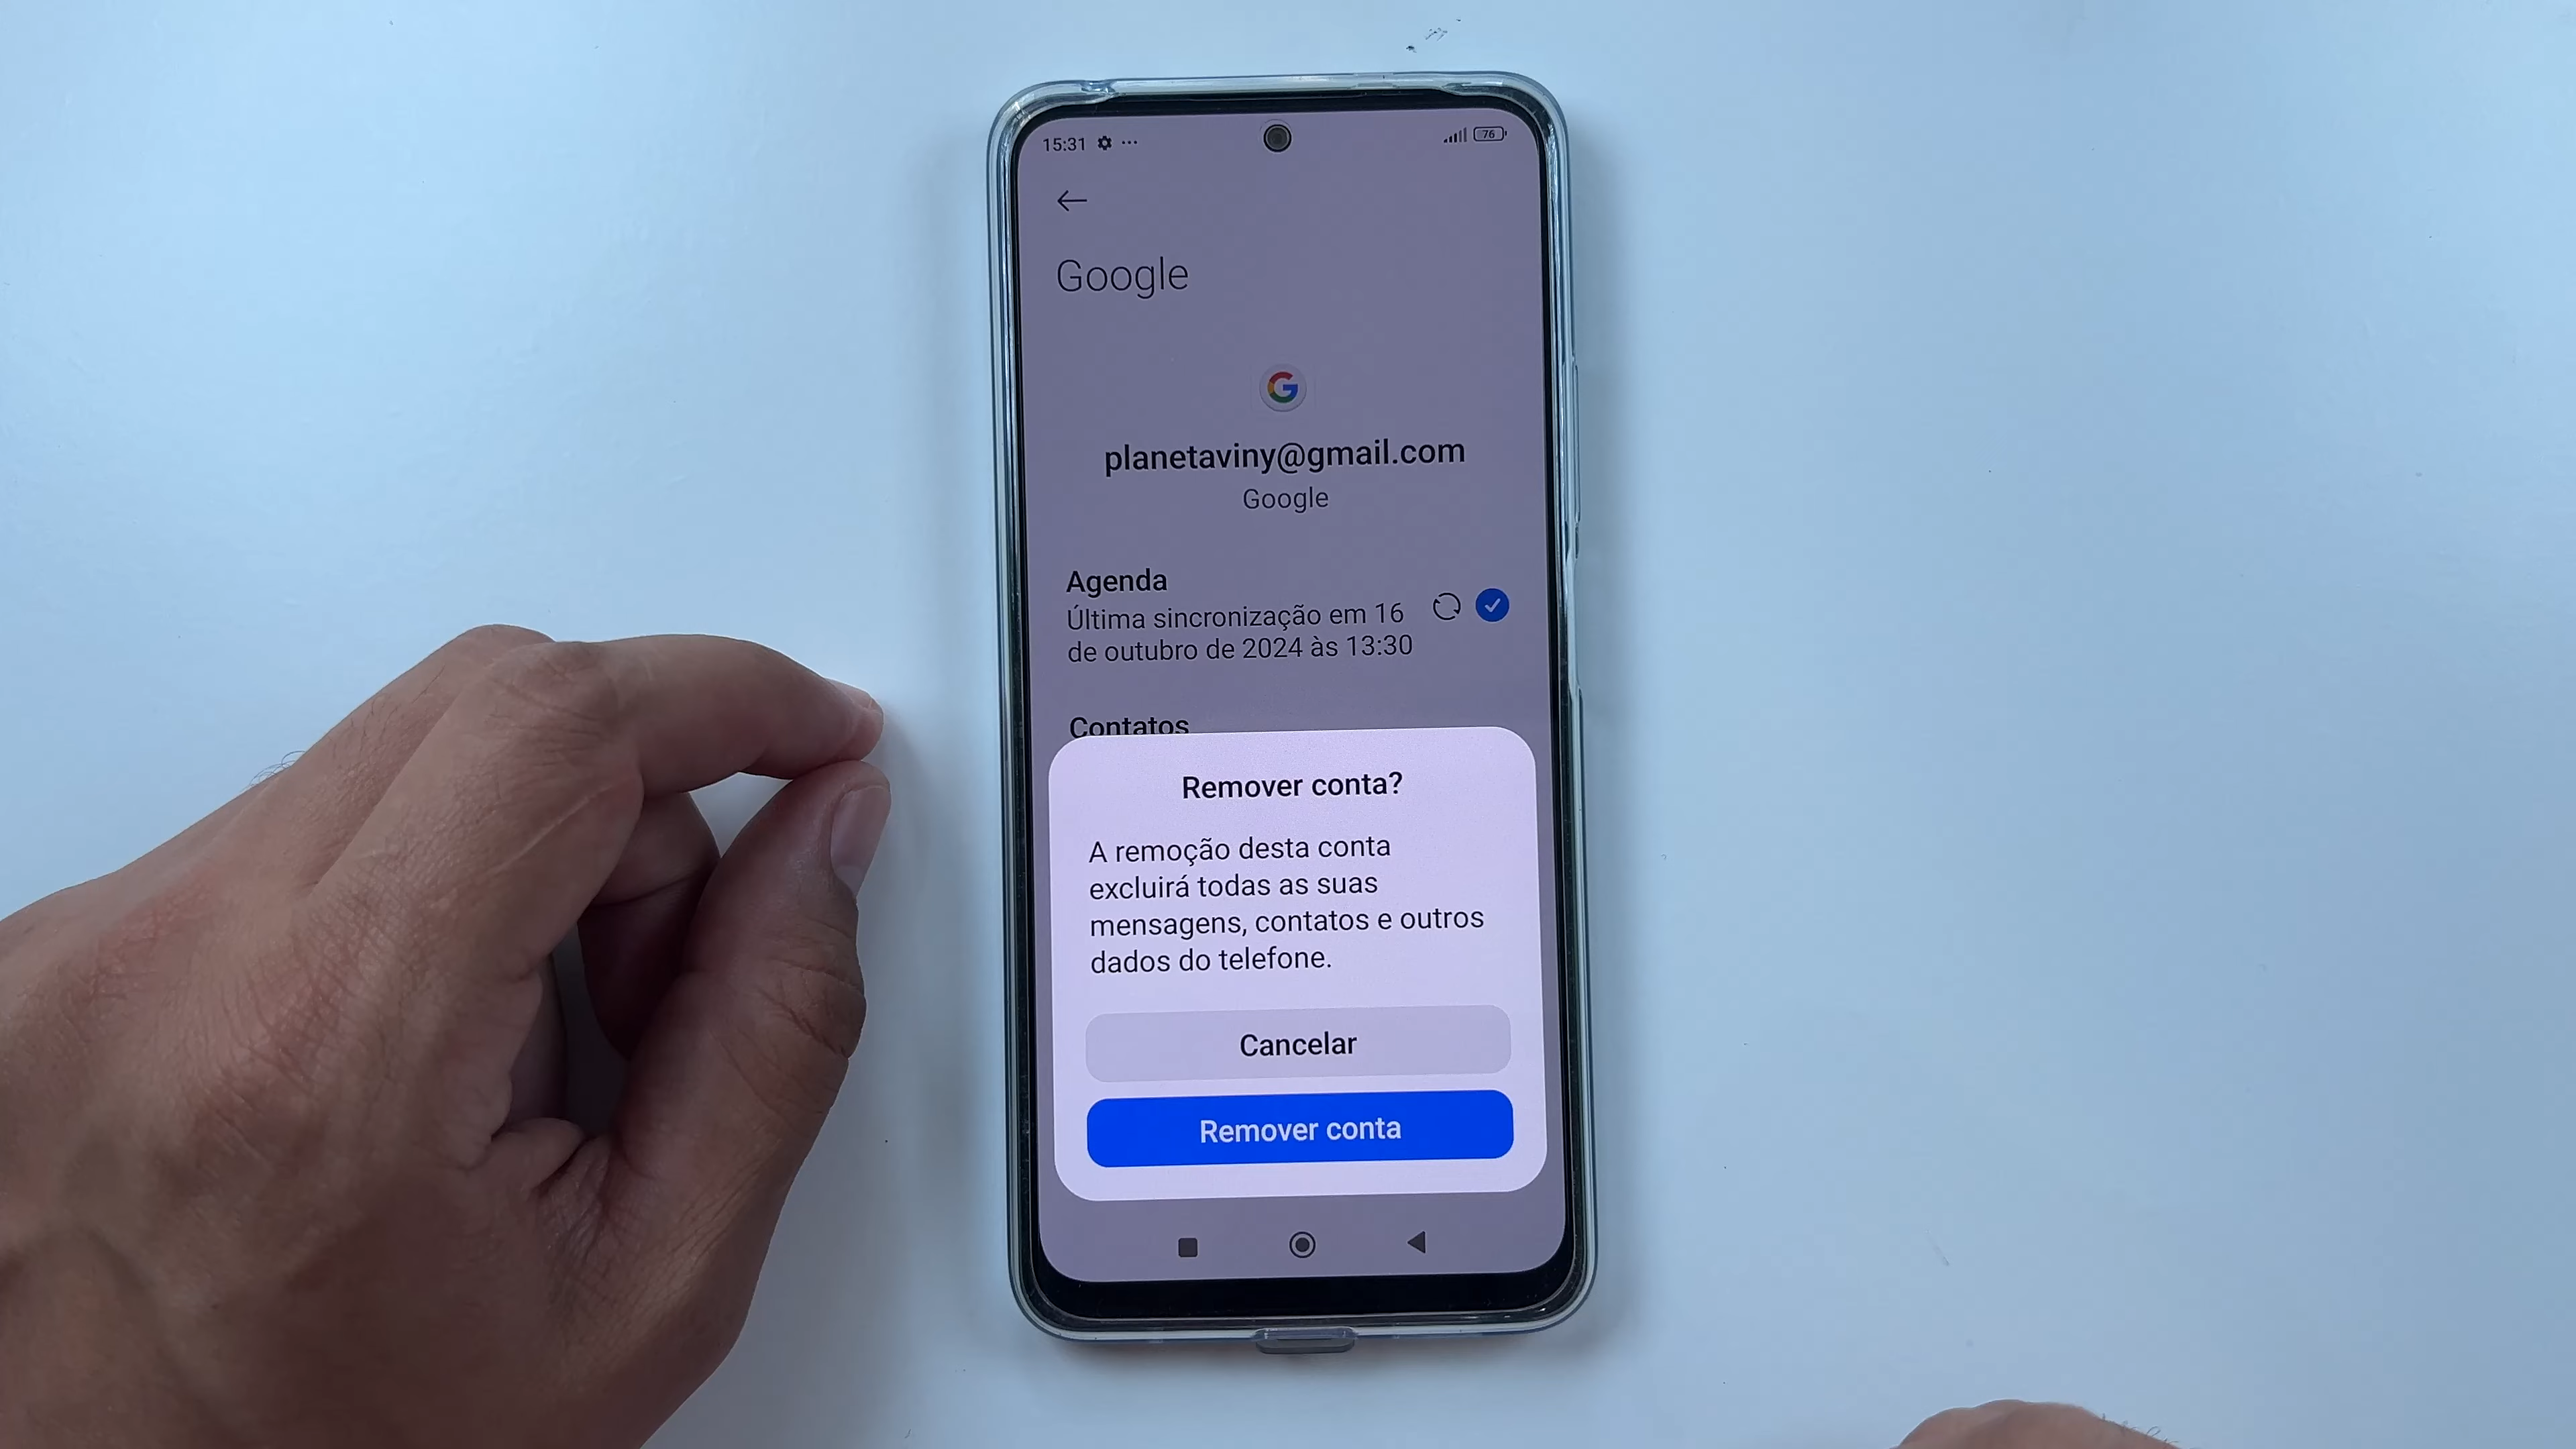 15:31
76
Google
G
planetaviny@gmail.com
Google
Agenda
Última sincronização em 16
de outubro de 2024 às 13:30
Contatos
Remover conta?
A remoção desta conta
excluirá todas as suas
mensagens, contatos e outros
dados do telefone.
Cancelar
Remover conta